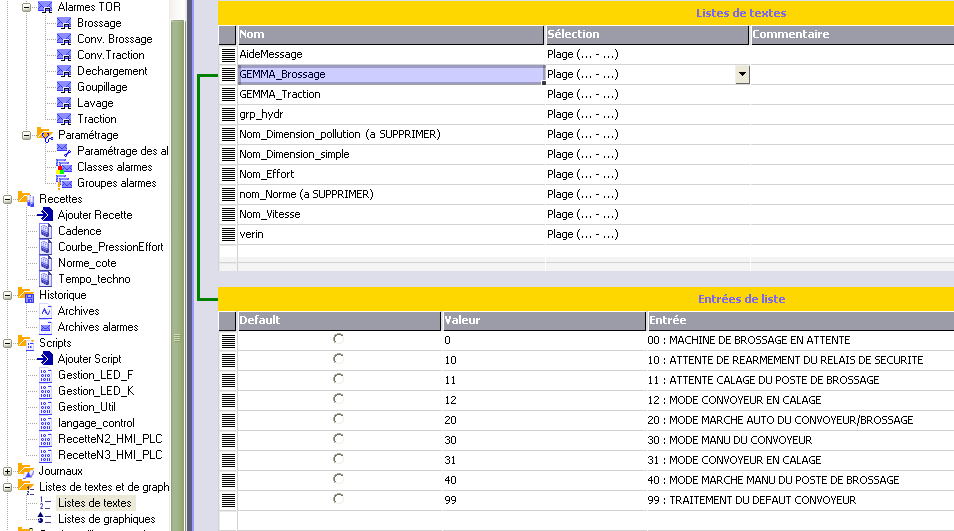 Alarmes TOR
Brossage
Conv. Brossage
Conv.Traction
Dechargement
Goupillage
Lavage
Traction
Paramétrage
Paramétrage des al
Classes alarmes
Groupes alarmes
Recettes
Ajouter Recette
Cadence
Courbe_PressionEffort
Norme_cote
Tempo_techno
Historique
Archives
Archives alarmes
Scripts
Ajouter Script
Gestion_LED_F
Gestion_LED_K
Gestion_Util
langage_control
RecetteN2_HMI_PLC
RecetteN3_HMI_PLC
Journaux
Listes de textes et de graph
Listes de textes
Listes de graphiques
Listes de textes
Nom Sélection Commentaire
AideMessage Plage (... - ...)
GEMMA_Brossage Plage (... - ...)
GEMMA_Traction Plage (... - ...)
grp_hydr Plage (... - ...)
Nom_Dimension_pollution (a SUPPRIMER) Plage (... - ...)
Nom_Dimension_simple Plage (... - ...)
Nom_Effort Plage (... - ...)
nom_Norme (a SUPPRIMER) Plage (... - ...)
Nom_Vitesse Plage (... - ...)
verin Plage (... - ...)
Entrées de liste
Default Valeur Entrée
0 00 : MACHINE DE BROSSAGE EN ATTENTE
10 10 : ATTENTE DE REARMEMENT DU RELAIS DE SECURITE
11 11 : ATTENTE CALAGE DU POSTE DE BROSSAGE
12 12 : MODE CONVOYEUR EN CALAGE
20 20 : MODE MARCHE AUTO DU CONVOYEUR/BROSSAGE
30 30 : MODE MANU DU CONVOYEUR
31 31 : MODE CONVOYEUR EN CALAGE
40 40 : MODE MARCHE MANU DU POSTE DE BROSSAGE
99 99 : TRAITEMENT DU DEFAUT CONVOYEUR